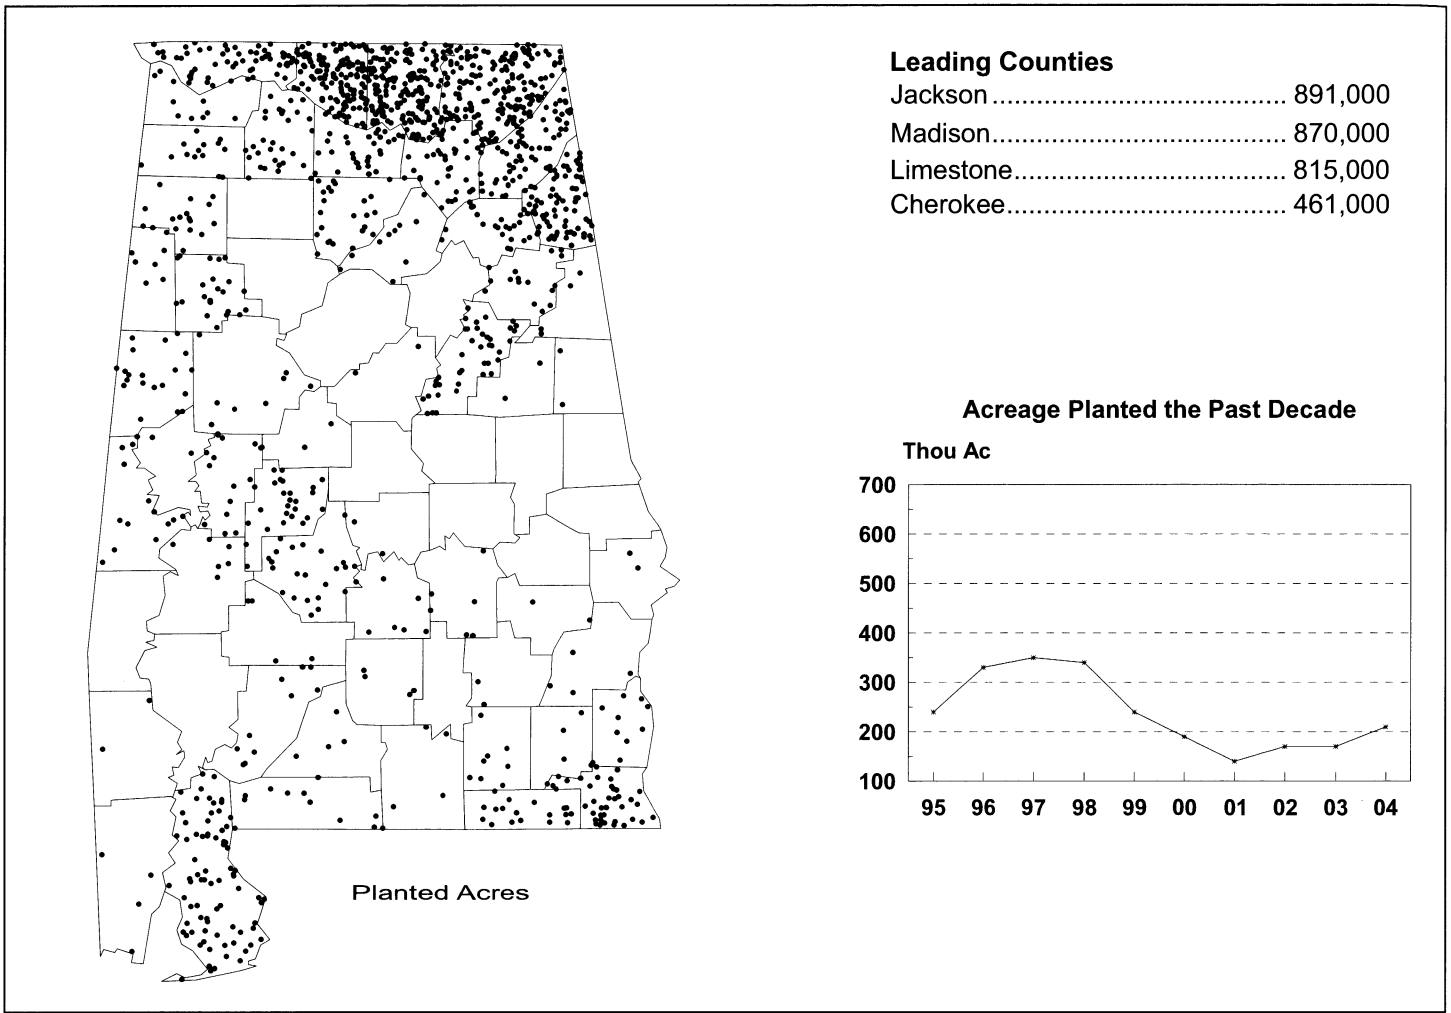 Leading Counties
Jackson ....................................... 891,000
Madison ....................................... 870,000
Limestone ..................................... 815,000
Cherokee ...................................... 461,000
Acreage Planted the Past Decade
Thou Ac
700
600
500
400
300
200
100
95 96 97 98 99 00 01 02 03 04
Planted Acres